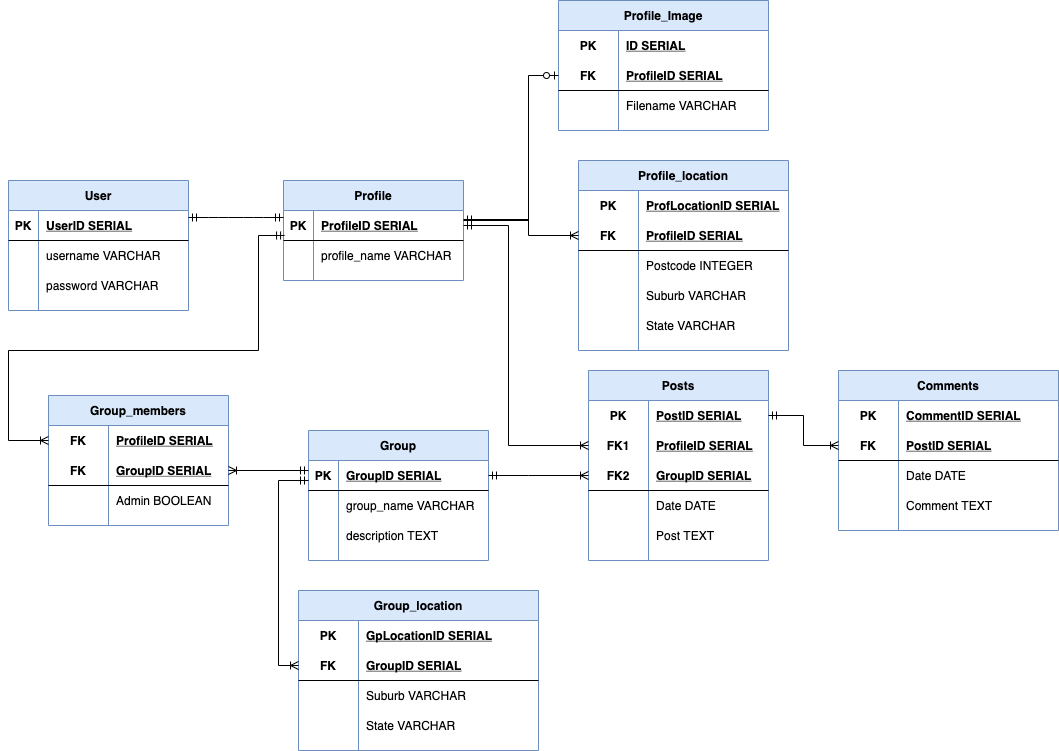 Profile_Image
PK ID SERIAL
FK ProfileID SERIAL
Filename VARCHAR
Profile_location
PK ProfLocationID SERIAL
FK ProfileID SERIAL
Postcode INTEGER
Suburb VARCHAR
State VARCHAR
User
PK UserID SERIAL
username VARCHAR
password VARCHAR
Profile
PK ProfileID SERIAL
profile_name VARCHAR
Group_members
FK ProfileID SERIAL
FK GroupID SERIAL
Admin BOOLEAN
Group
PK GroupID SERIAL
group_name VARCHAR
description TEXT
Posts
PK PostID SERIAL
FK1 ProfileID SERIAL
FK2 GroupID SERIAL
Date DATE
Post TEXT
Comments
PK CommentID SERIAL
FK PostID SERIAL
Date DATE
Comment TEXT
Group_location
PK GpLocationID SERIAL
FK GroupID SERIAL
Suburb VARCHAR
State VARCHAR